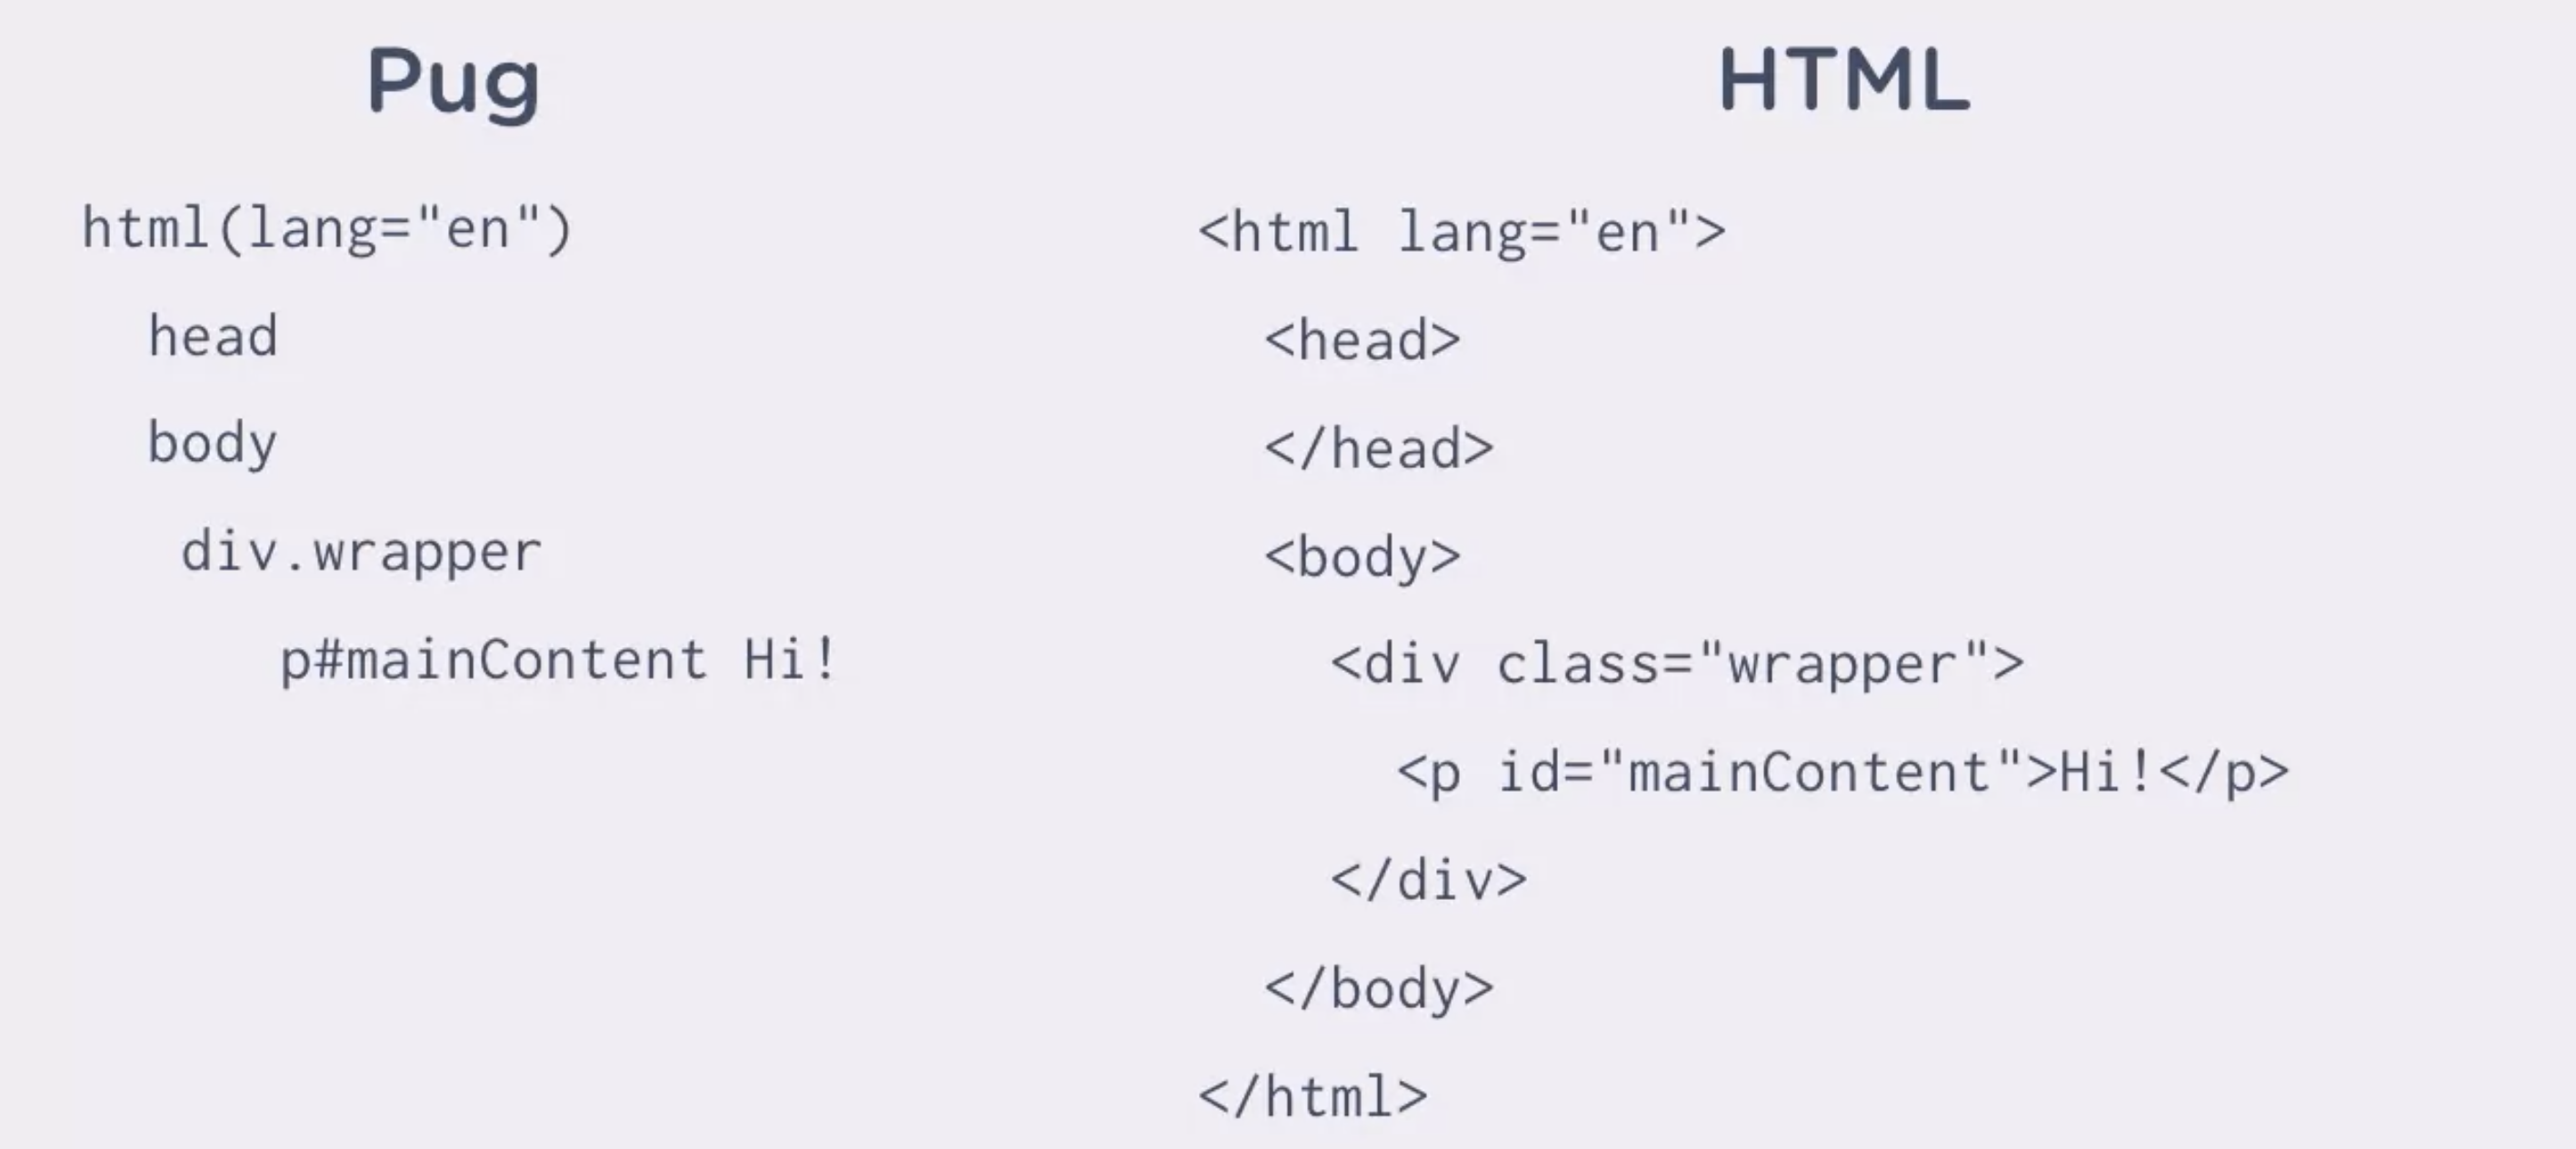 Pug
html(lang="en")
  head
  body
   div.wrapper
      p#mainContent Hi!
HTML
<html lang="en">
  <head>
  </head>
  <body>
    <div class="wrapper">
      <p id="mainContent">Hi!</p>
    </div>
  </body>
</html>